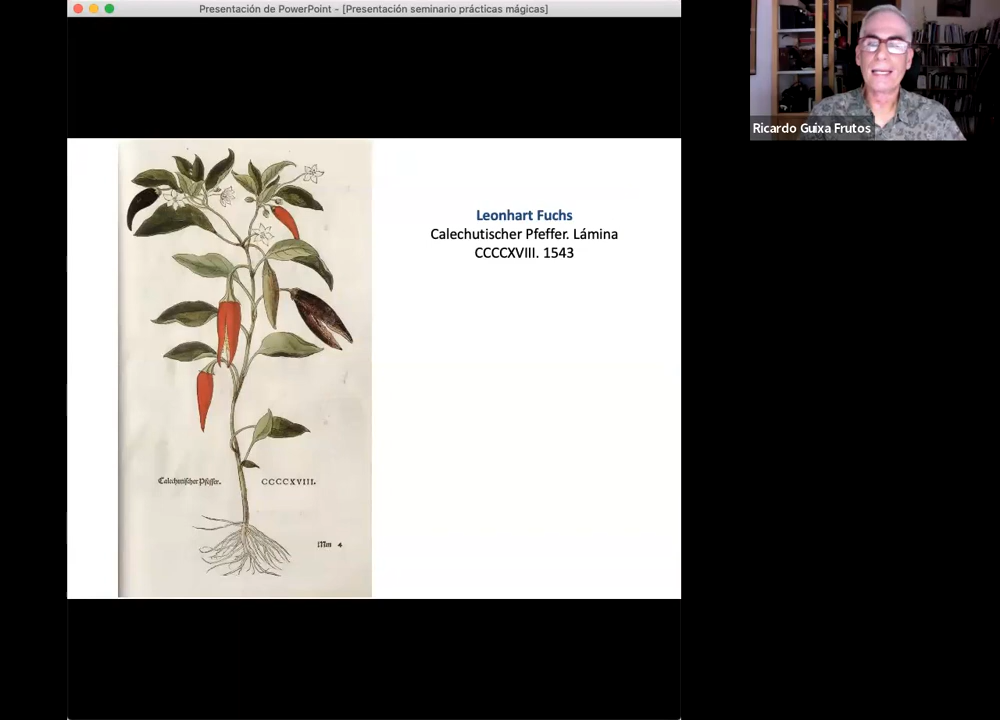 Presentación de PowerPoint - [Presentación seminario prácticas mágicas]
Ricardo Guixa Frutos
Leonhart Fuchs
Calechutischer Pfeffer. Lámina
CCCCXVIII. 1543
Calechutischer Pfeffer.
CCCCXVIII.
Mm 4